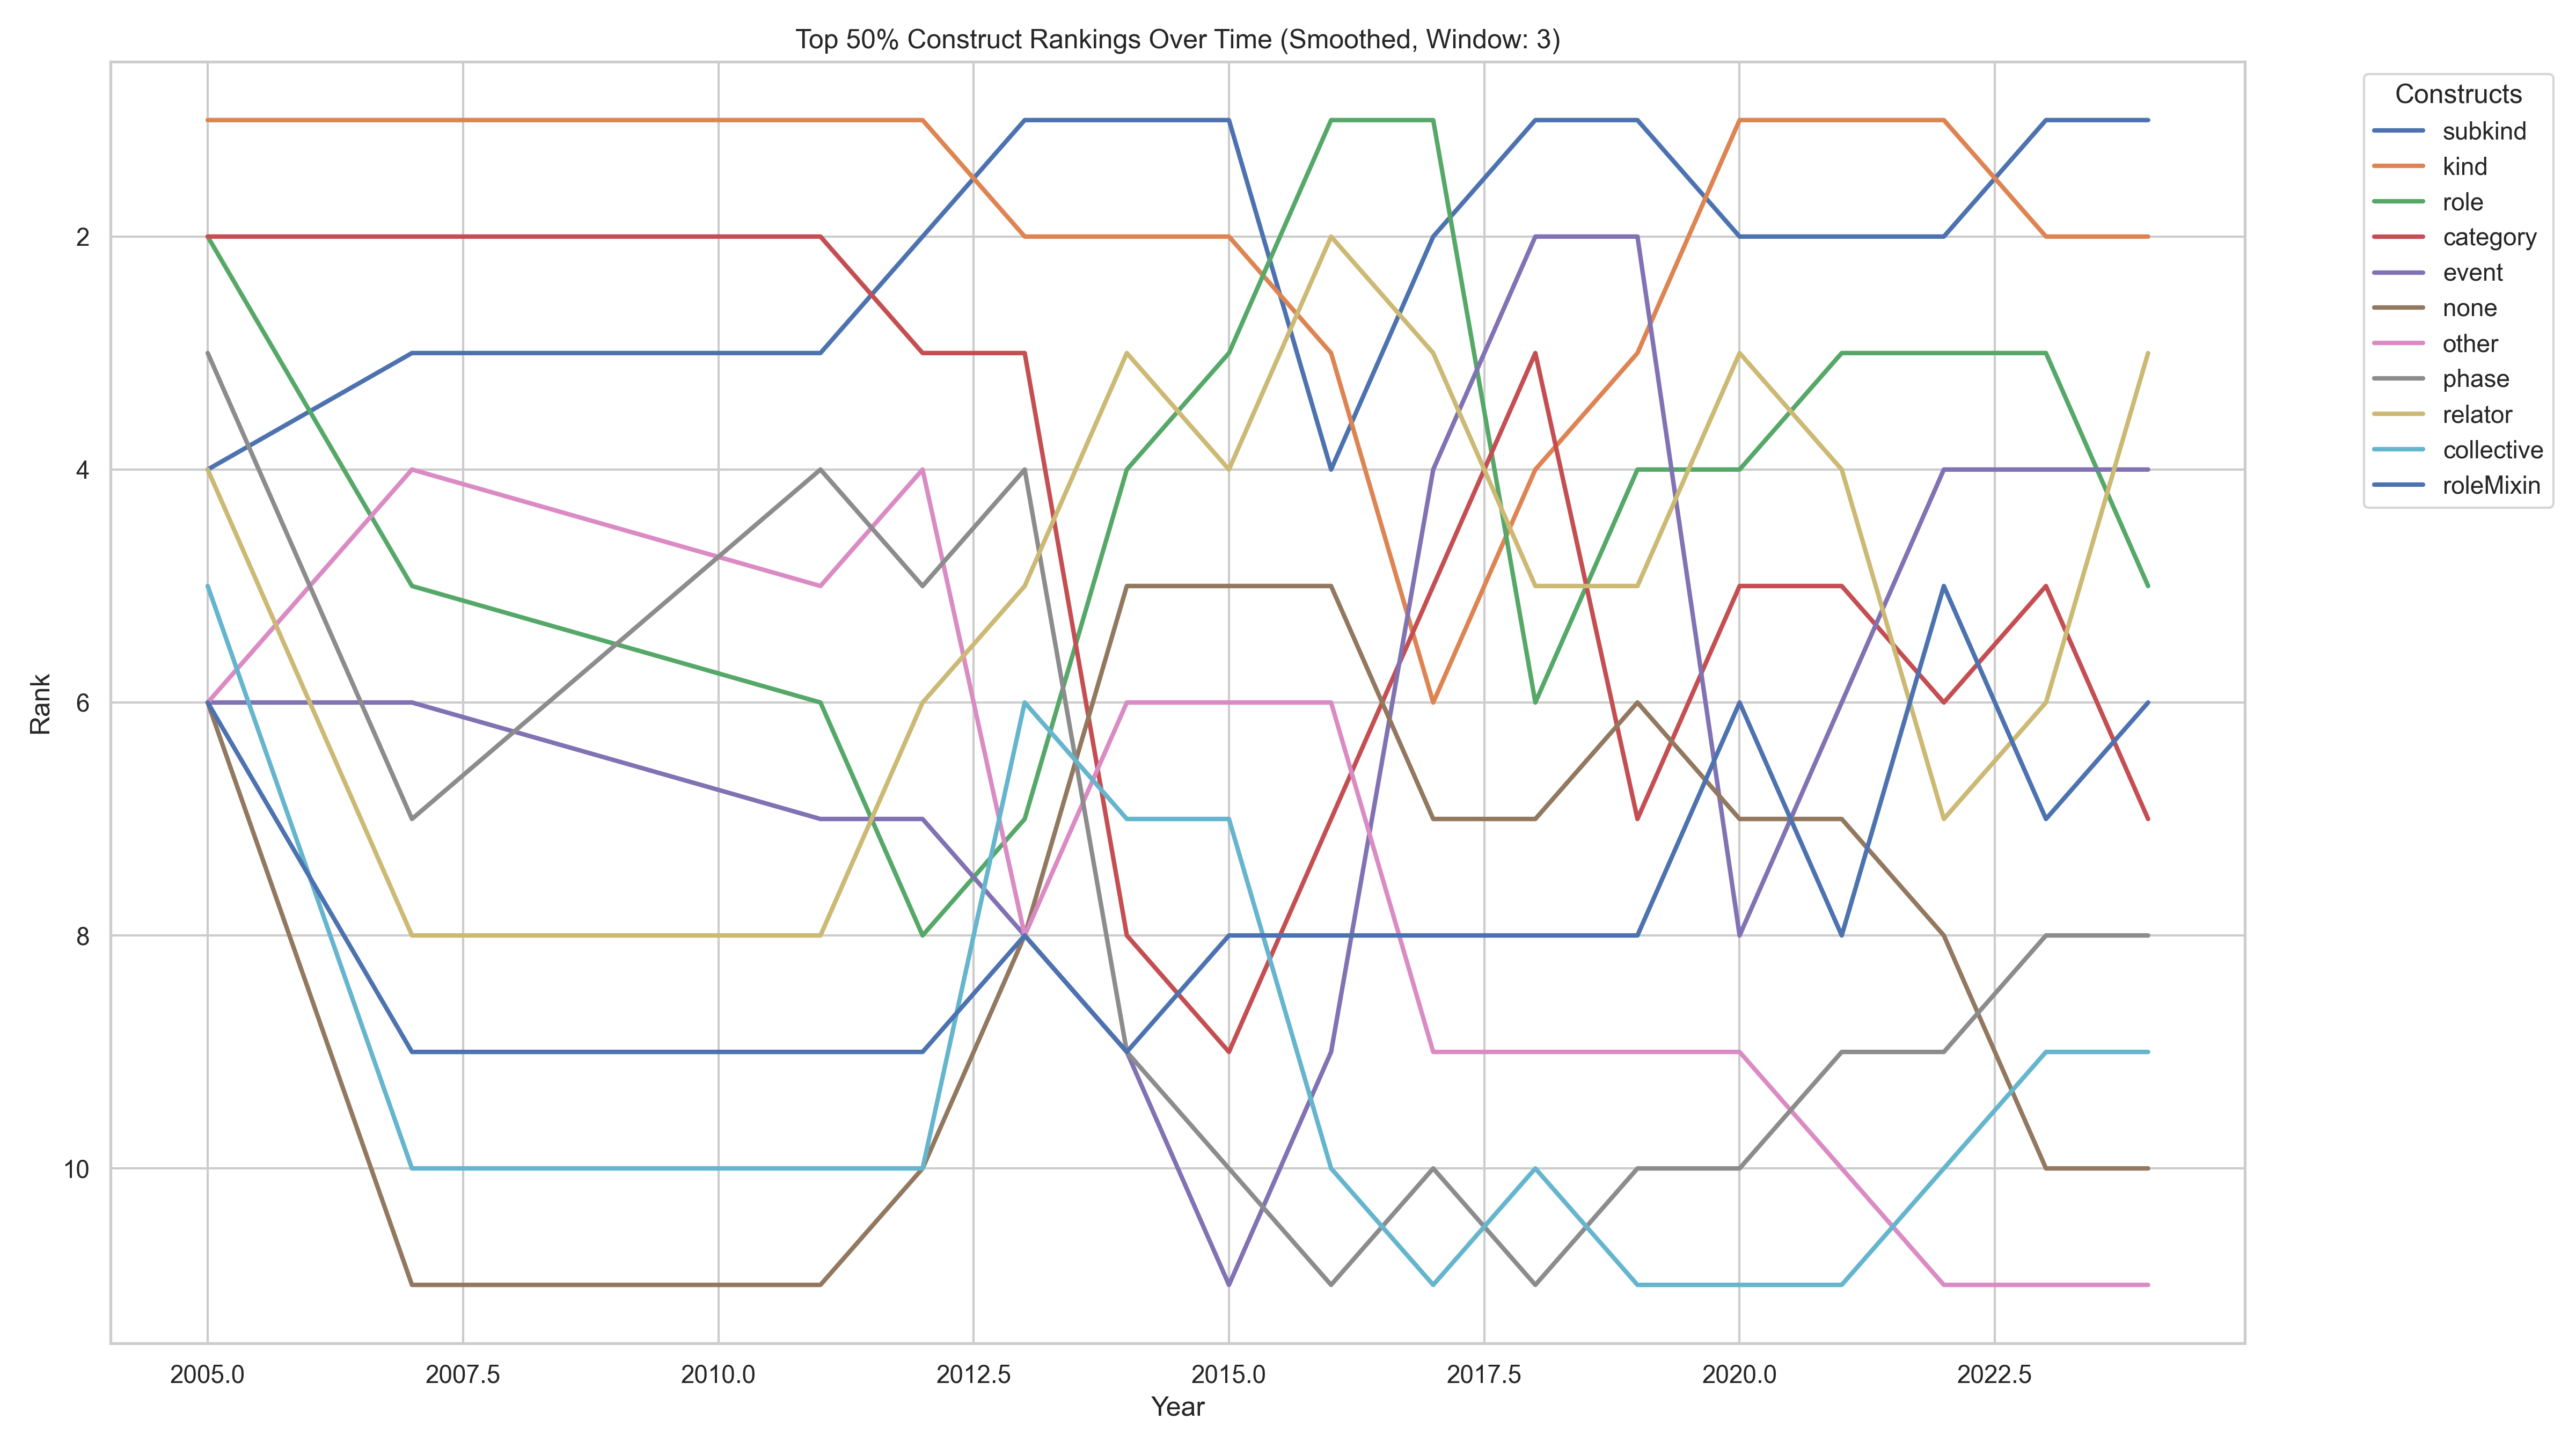 Top 50% Construct Rankings Over Time (Smoothed, Window: 3)
Constructs
subkind
kind
role
category
event
none
other
phase
relator
collective
roleMixin
Rank
2
4
6
8
10
2005.0 2007.5 2010.0 2012.5 2015.0 2017.5 2020.0 2022.5
Year